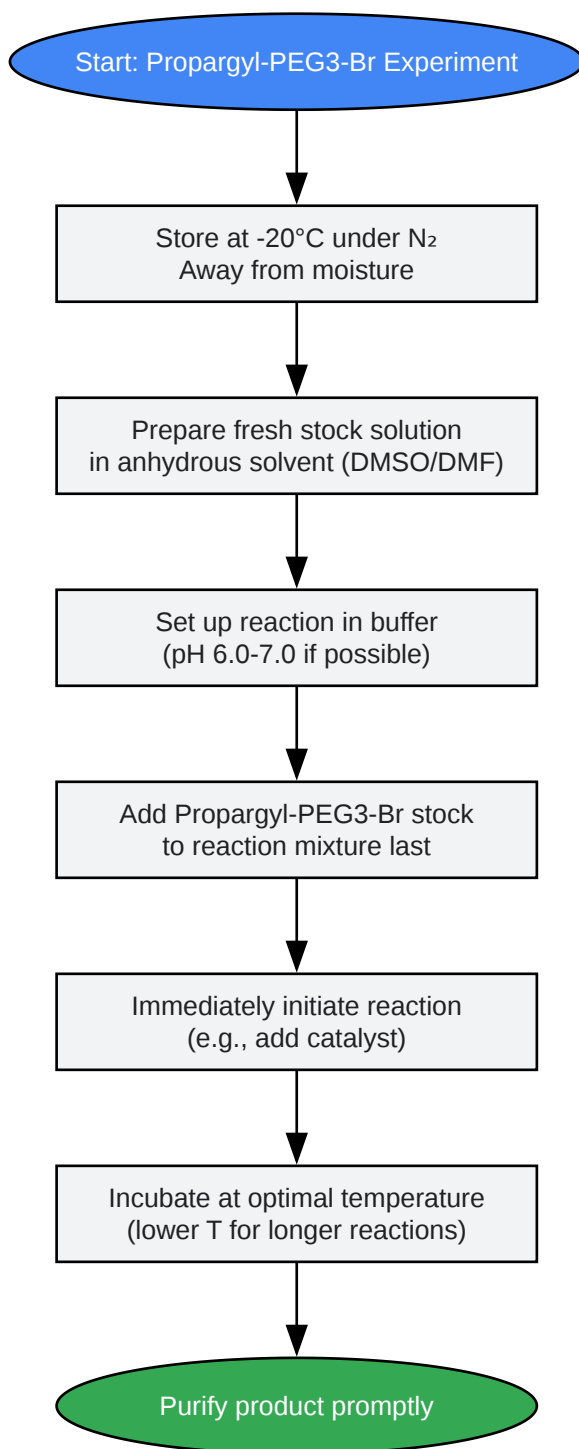 Start: Propargyl-PEG3-Br Experiment
Store at -20°C under N₂
Away from moisture
Prepare fresh stock solution
in anhydrous solvent (DMSO/DMF)
Set up reaction in buffer
(pH 6.0-7.0 if possible)
Add Propargyl-PEG3-Br stock
to reaction mixture last
Immediately initiate reaction
(e.g., add catalyst)
Incubate at optimal temperature
(lower T for longer reactions)
Purify product promptly